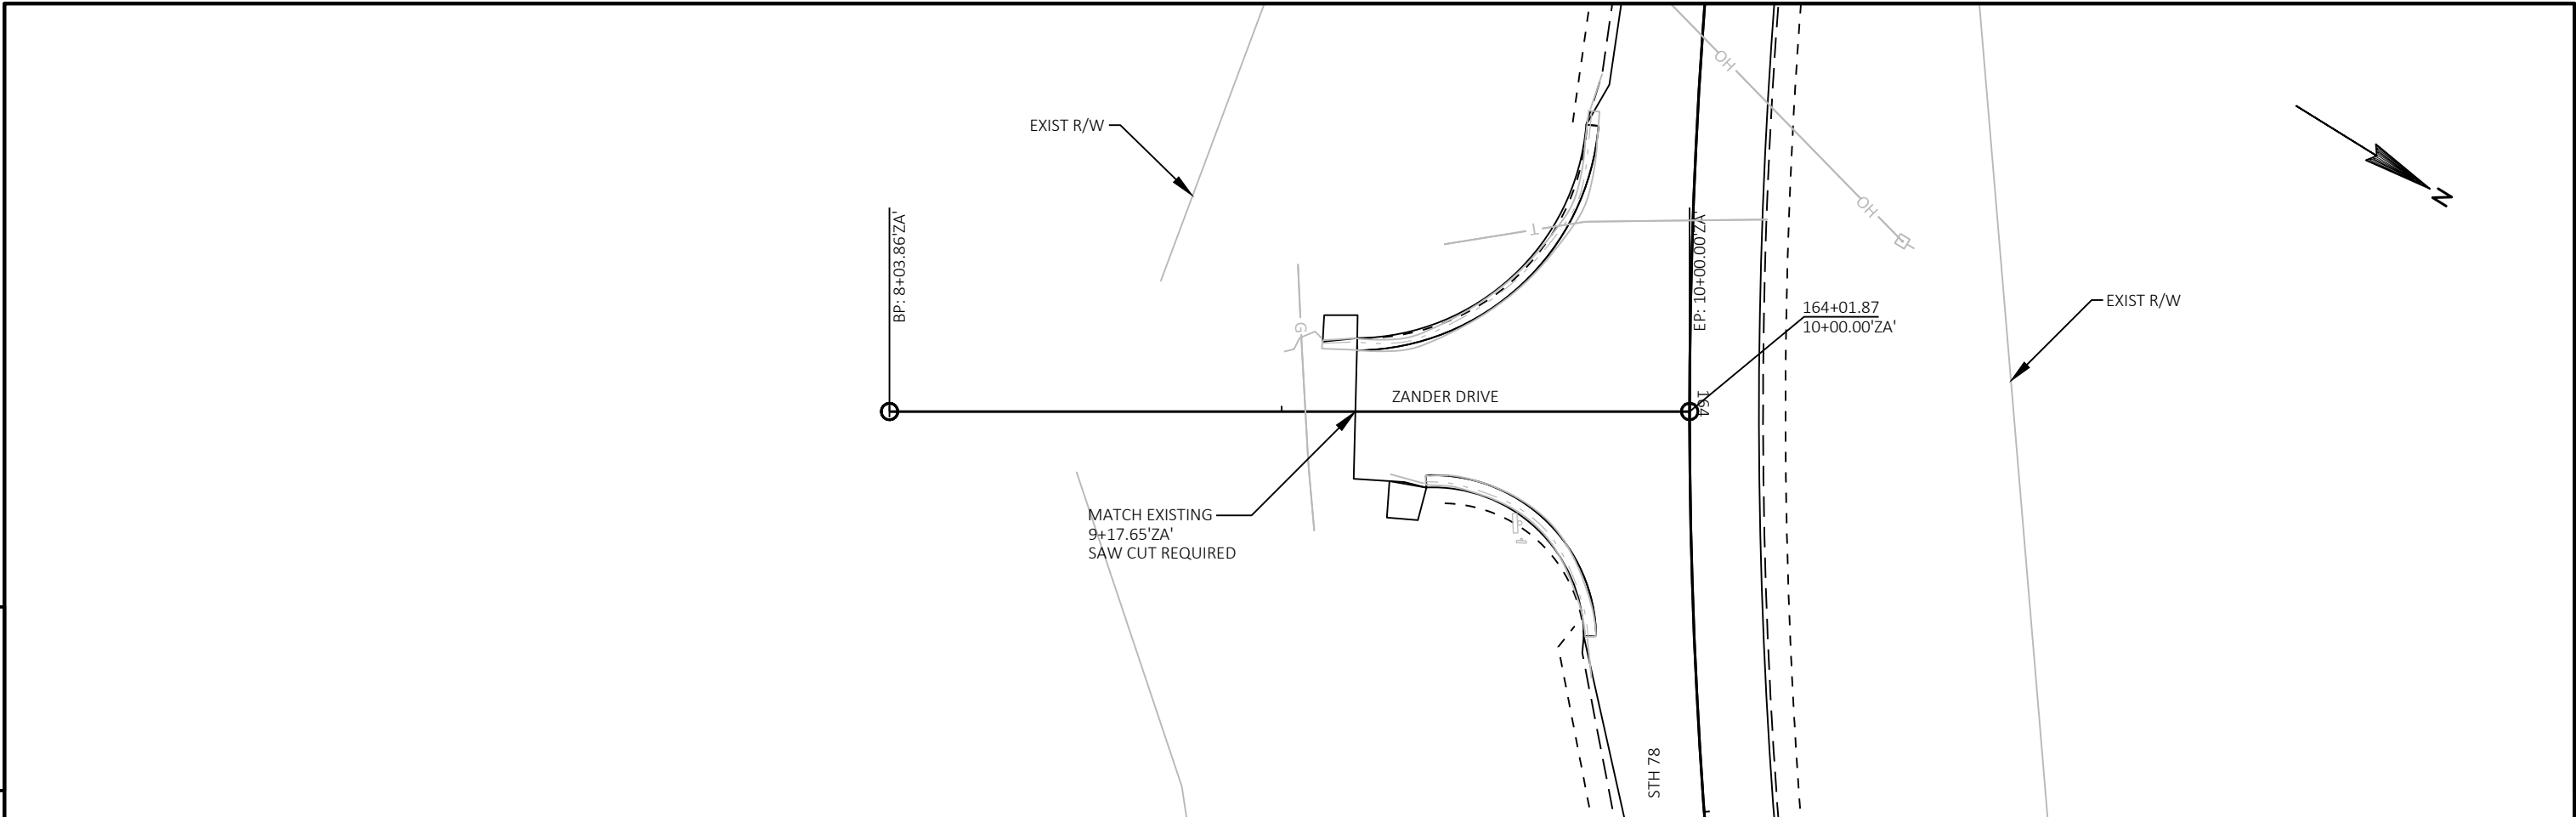 OH
EXIST R/W
N
BP: 8+03.86'ZA'
EP: 10+00.00'ZA'
OH
T
164+01.87
10+00.00'ZA'
EXIST R/W
G
ZANDER DRIVE
164
MATCH EXISTING
9+17.65'ZA'
SAW CUT REQUIRED
STH 78